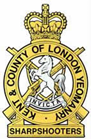 KENT & COUNTY OF LONDON YEOMANRY
INVICTA
SHARPSHOOTERS